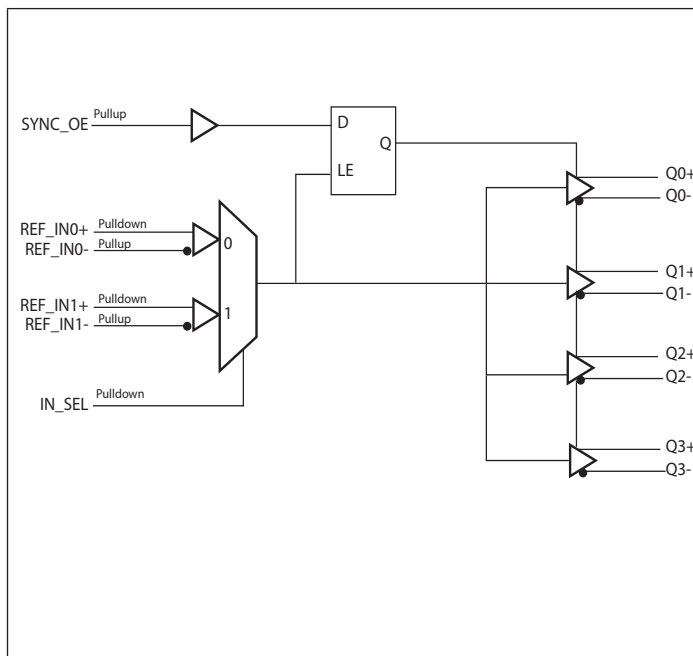 SYNC_OE Pullup
D
Q
LE
REF_IN0+ Pulldown
REF_IN0- Pullup
0
REF_IN1+ Pulldown
REF_IN1- Pullup
1
IN_SEL Pulldown
Q0+
Q0-
Q1+
Q1-
Q2+
Q2-
Q3+
Q3-